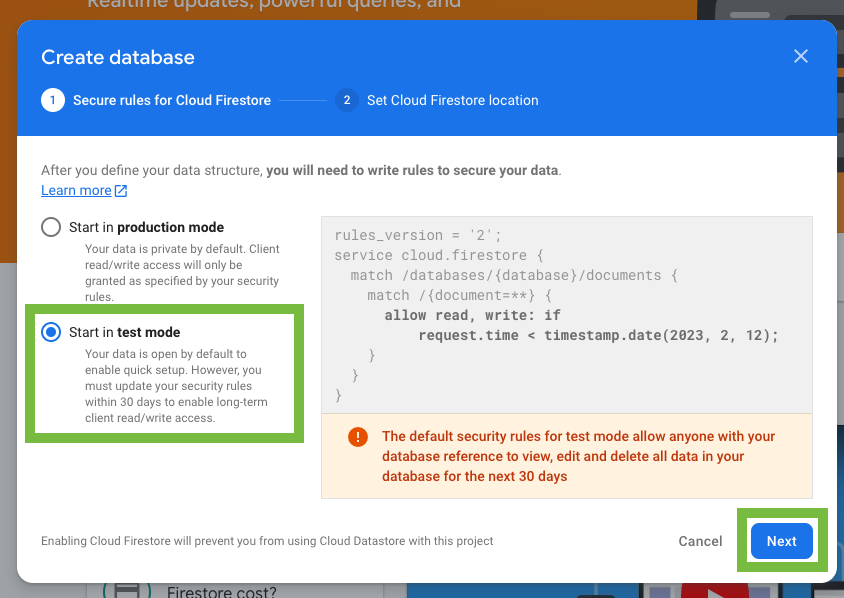 Realtime updates, powerful queries, and
Create database
1 Secure rules for Cloud Firestore 2 Set Cloud Firestore location
After you define your data structure, you will need to write rules to secure your data.
Learn more
Start in production mode
Your data is private by default. Client
read/write access will only be
granted as specified by your security
rules.
Start in test mode
Your data is open by default to
enable quick setup. However, you
must update your security rules
within 30 days to enable long-term
client read/write access.
rules_version = '2';
service cloud.firestore {
  match /databases/{database}/documents {
    match /{document=**} {
      allow read, write: if
          request.time < timestamp.date(2023, 2, 12);
    }
  }
}
! The default security rules for test mode allow anyone with your
database reference to view, edit and delete all data in your
database for the next 30 days
Enabling Cloud Firestore will prevent you from using Cloud Datastore with this project
Cancel Next
Firestore cost?